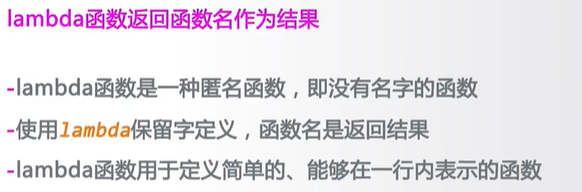 lambda函数返回函数名作为结果
-lambda函数是一种匿名函数，即没有名字的函数
-使用lambda保留字定义，函数名是返回结果
-lambda函数用于定义简单的、能够在一行内表示的函数